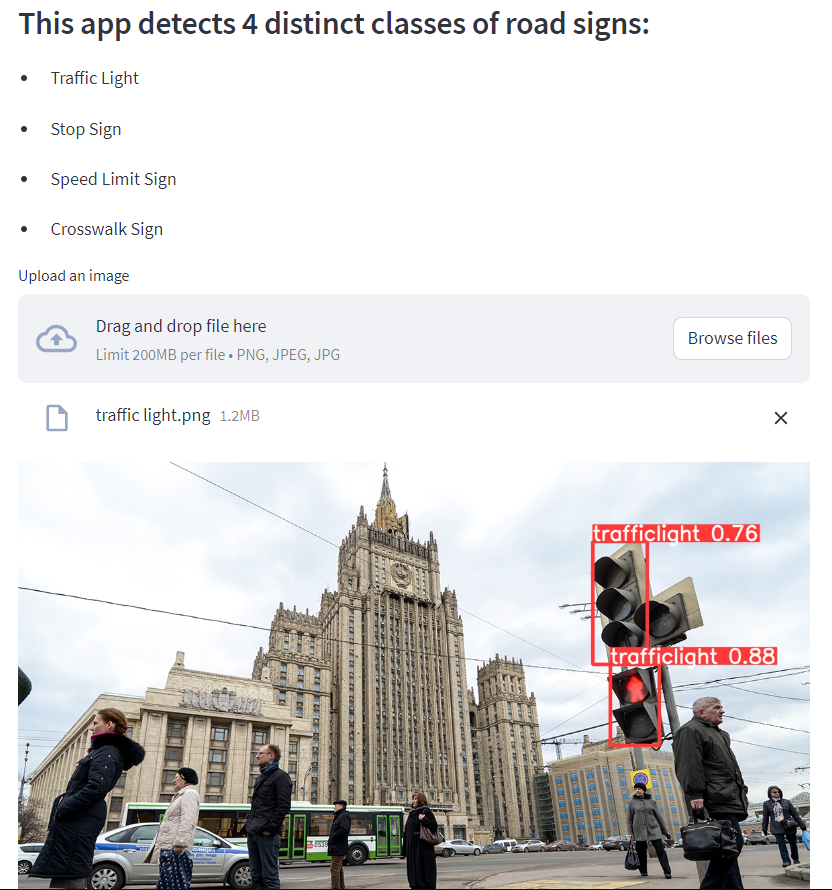 This app detects 4 distinct classes of road signs:
Traffic Light
Stop Sign
Speed Limit Sign
Crosswalk Sign
Upload an image
Drag and drop file here
Limit 200MB per file • PNG, JPEG, JPG
Browse files
traffic light.png 1.2MB
trafficlight 0.76
trafficlight 0.88